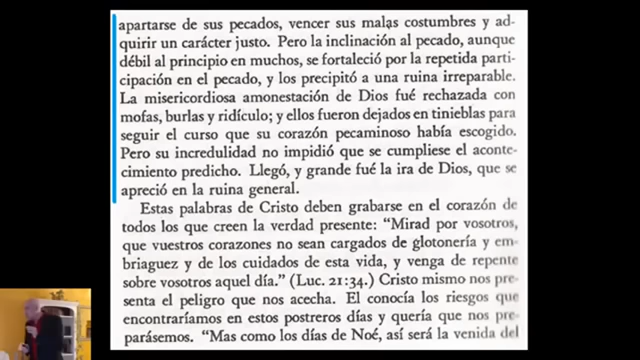 apartarse de sus pecados, vencer sus malas costumbres y ad-
quirir un carácter justo. Pero la inclinación al pecado, aunque
débil al principio en muchos, se fortaleció por la repetida parti-
cipación en el pecado, y los precipitó a una ruina irreparable.
La misericordiosa amonestación de Dios fué rechazada con
mofas, burlas y ridículo; y ellos fueron dejados en tinieblas para
seguir el curso que su corazón pecaminoso había escogido.
Pero su incredulidad no impidió que se cumpliese el aconte-
cimiento predicho. Llegó, y grande fué la ira de Dios, que se
apreció en la ruina general.
Estas palabras de Cristo deben grabarse en el corazón de
todos los que creen la verdad presente: “Mirad por vosotros,
que vuestros corazones no sean cargados de glotonería y em-
briaguez y de los cuidados de esta vida, y venga de repente
sobre vosotros aquel día.” (Luc. 21:34.) Cristo mismo nos pre-
senta el peligro que nos acecha. El conocía los riesgos que
encontraríamos en estos postreros días y quería que nos pre-
parásemos. “Mas como los días de Noé, así será la venida del